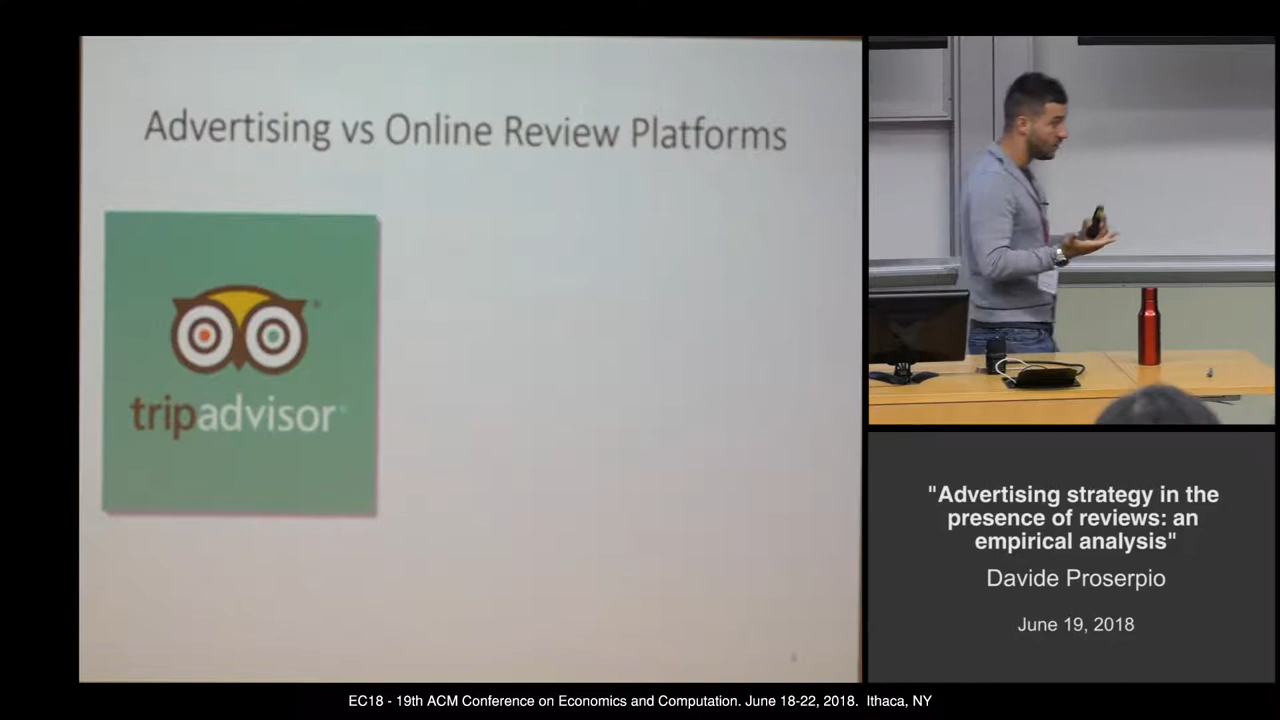 Advertising vs Online Review Platforms
tripadvisor
"Advertising strategy in the
presence of reviews: an
empirical analysis"
Davide Proserpio
June 19, 2018
EC18 - 19th ACM Conference on Economics and Computation. June 18-22, 2018.  Ithaca, NY